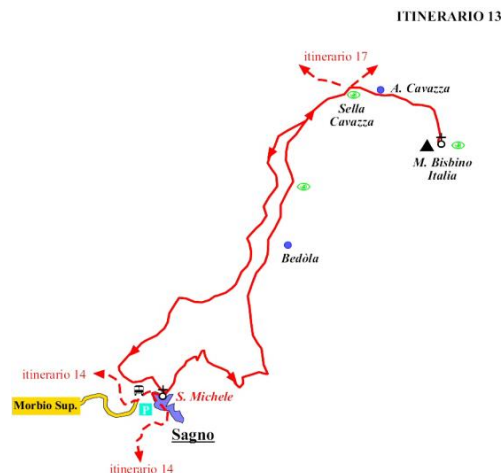 ITINERARIO 13
itinerario 17
A. Cavazza
Sella
Cavazza
M. Bisbino
Italia
Bedòla
itinerario 14
S. Michele
Morbio Sup.
P
Sagno
itinerario 14